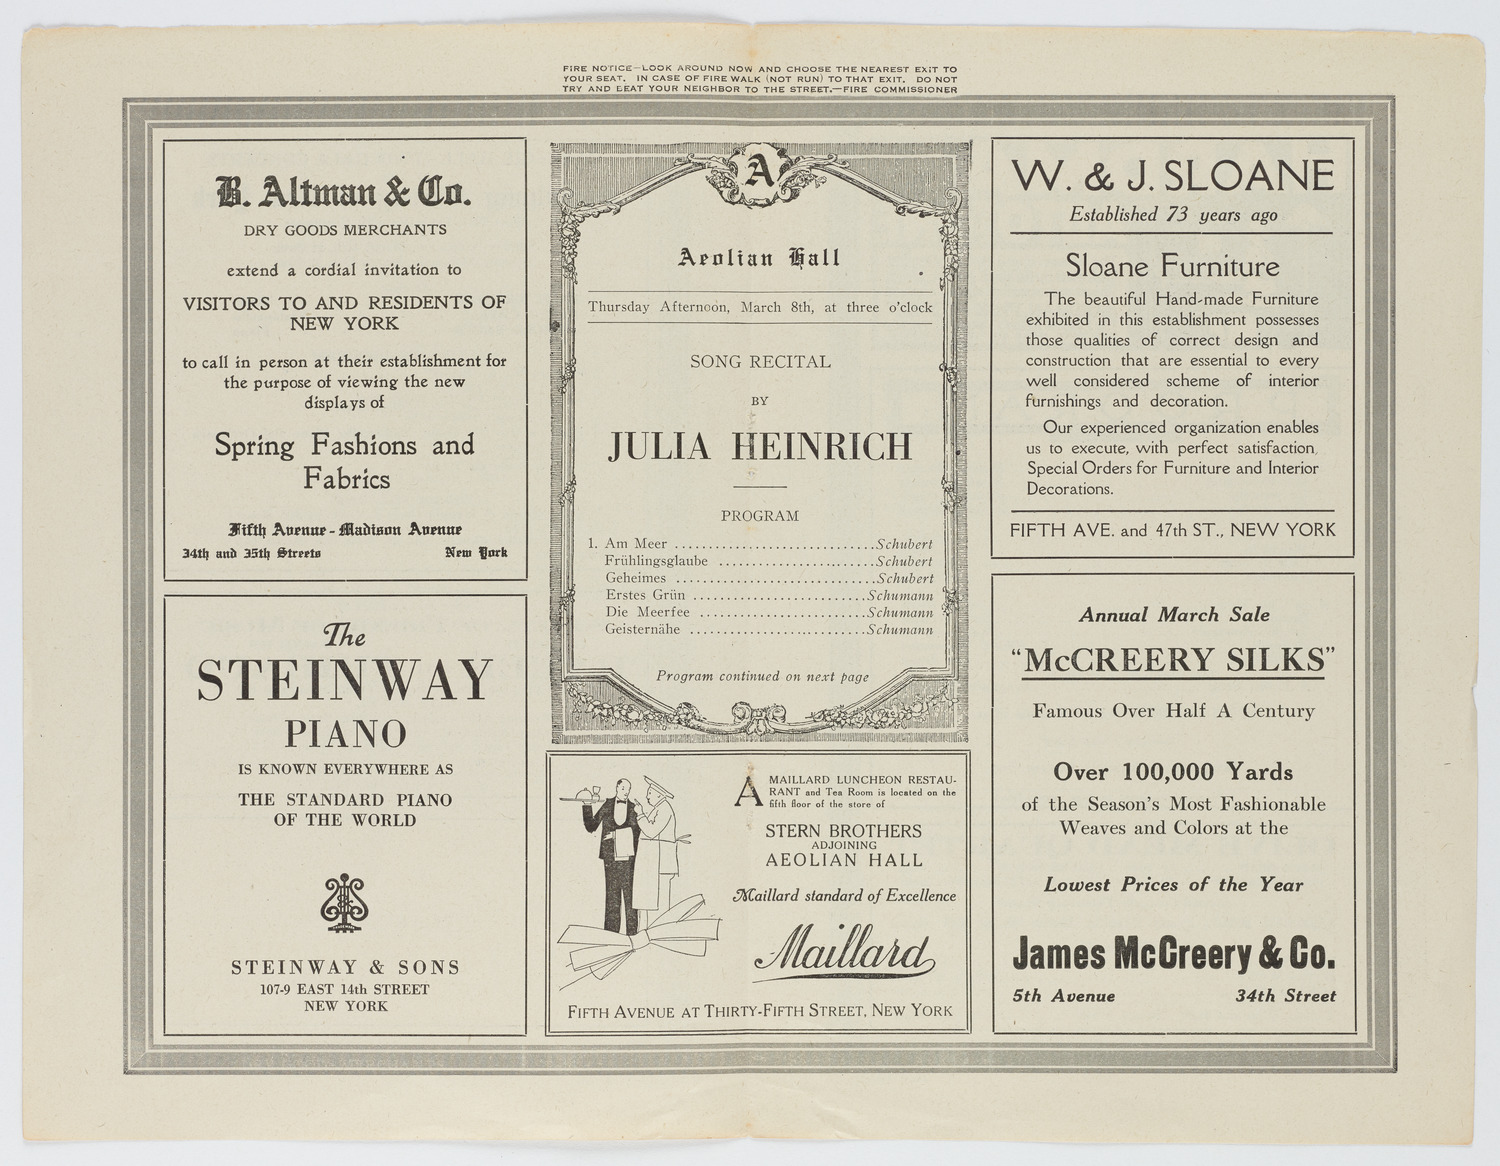 FIRE NOTICE—LOOK AROUND NOW AND CHOOSE THE NEAREST EXIT TO
YOUR SEAT. IN CASE OF FIRE WALK (NOT RUN) TO THAT EXIT. DO NOT
TRY AND BEAT YOUR NEIGHBOR TO THE STREET.—FIRE COMMISSIONER
B. Altman & Co.
DRY GOODS MERCHANTS
extend a cordial invitation to
VISITORS TO AND RESIDENTS OF
NEW YORK
to call in person at their establishment for
the purpose of viewing the new
displays of
Spring Fashions and
Fabrics
Fifth Avenue - Madison Avenue
34th and 35th Streets New York
The
STEINWAY
PIANO
IS KNOWN EVERYWHERE AS
THE STANDARD PIANO
OF THE WORLD
STEINWAY & SONS
107-9 EAST 14th STREET
NEW YORK
A
Aeolian Hall
Thursday Afternoon, March 8th, at three o'clock
SONG RECITAL
BY
JULIA HEINRICH
PROGRAM
1. Am Meer ..............................Schubert
Frühlingsglaube .......................Schubert
Geheimes ..............................Schubert
Erstes Grün ..........................Schumann
Die Meerfee .........................Schumann
Geisternähe ..........................Schumann
Program continued on next page
A MAILLARD LUNCHEON RESTAU-
RANT and Tea Room is located on the
fifth floor of the store of
STERN BROTHERS
ADJOINING
AEOLIAN HALL
Maillard standard of Excellence
Maillard
FIFTH AVENUE AT THIRTY-FIFTH STREET, NEW YORK
W. & J. SLOANE
Established 73 years ago
Sloane Furniture
The beautiful Hand-made Furniture
exhibited in this establishment possesses
those qualities of correct design and
construction that are essential to every
well considered scheme of interior
furnishings and decoration.
Our experienced organization enables
us to execute, with perfect satisfaction,
Special Orders for Furniture and Interior
Decorations.
FIFTH AVE. and 47th ST., NEW YORK
Annual March Sale
"McCREERY SILKS"
Famous Over Half A Century
Over 100,000 Yards
of the Season's Most Fashionable
Weaves and Colors at the
Lowest Prices of the Year
James McCreery & Co.
5th Avenue 34th Street